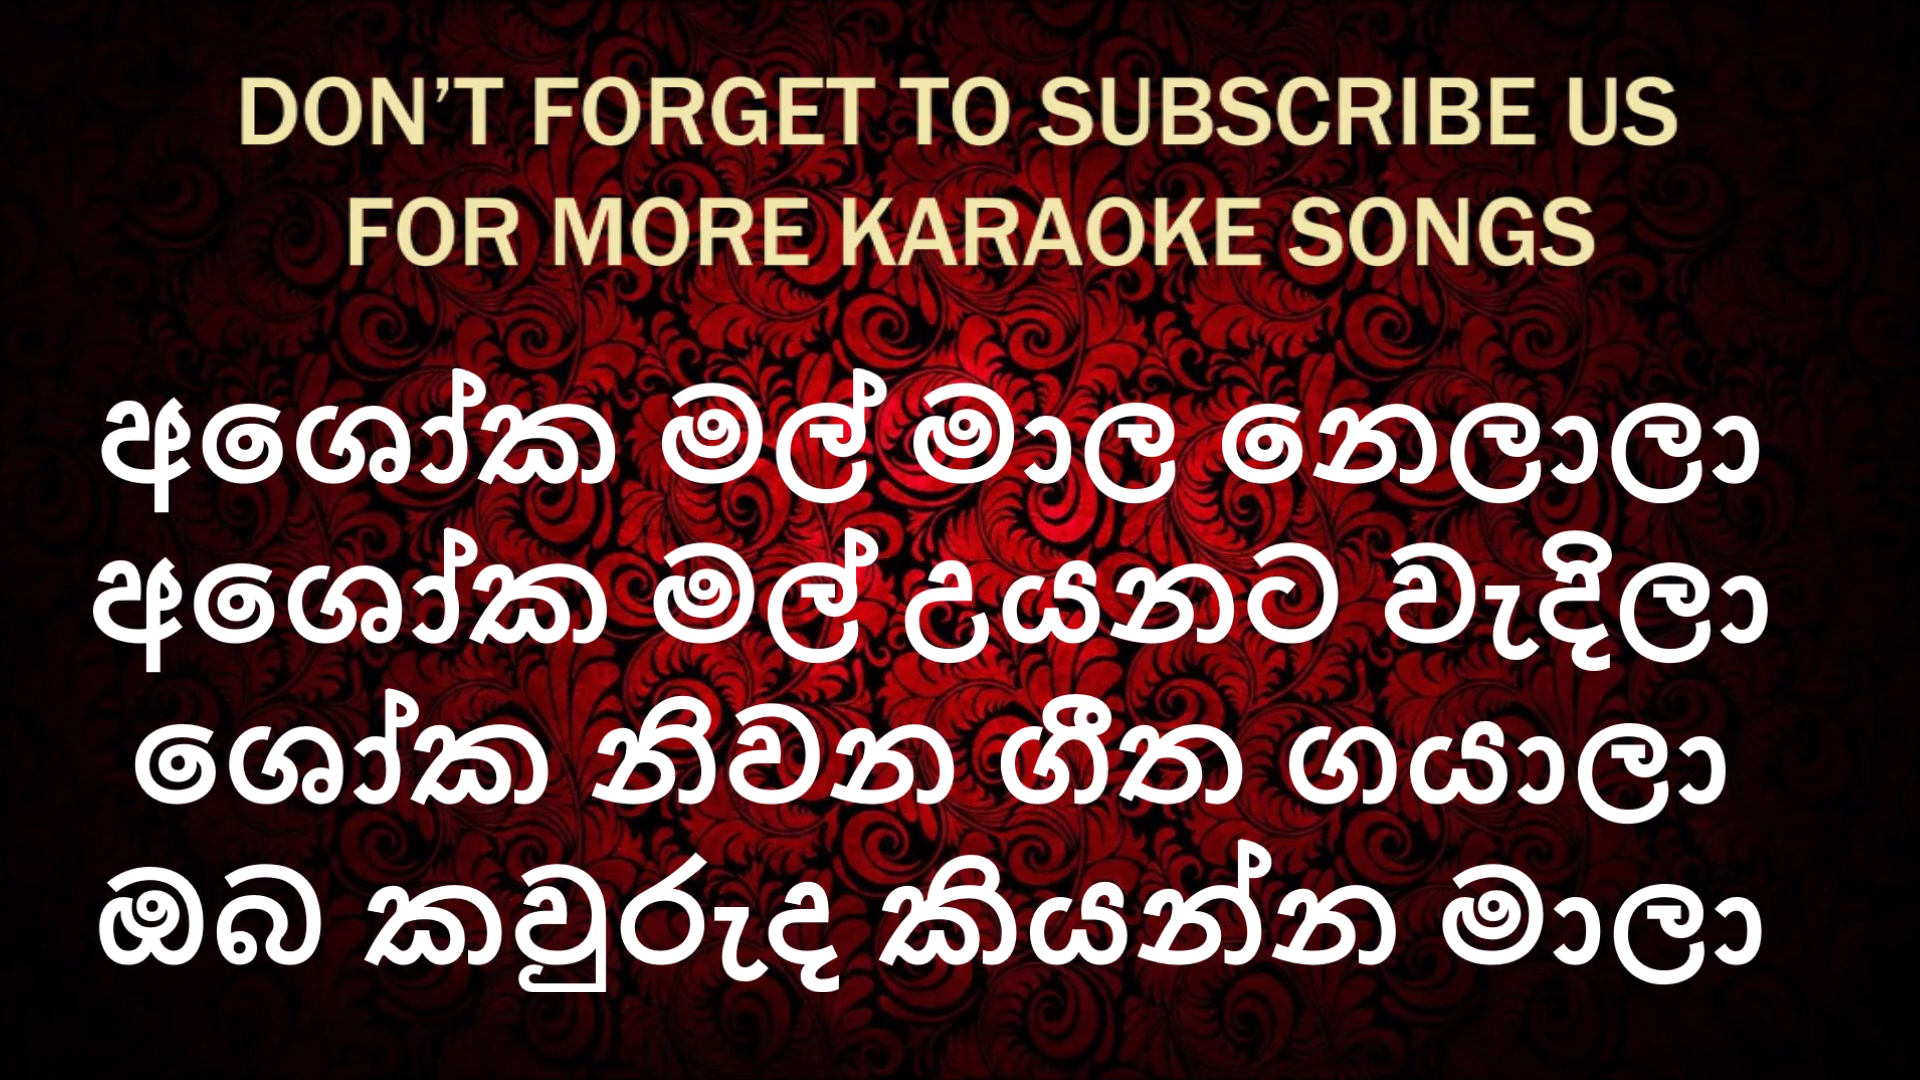 DON’T FORGET TO SUBSCRIBE US
FOR MORE KARAOKE SONGS
අශෝක මල් මාල නෙලාලා
අශෝක මල් උයනට වැදිලා
ශෝක නිවන ගීත ගයාලා
ඔබ කවුරුද කියන්න මාලා